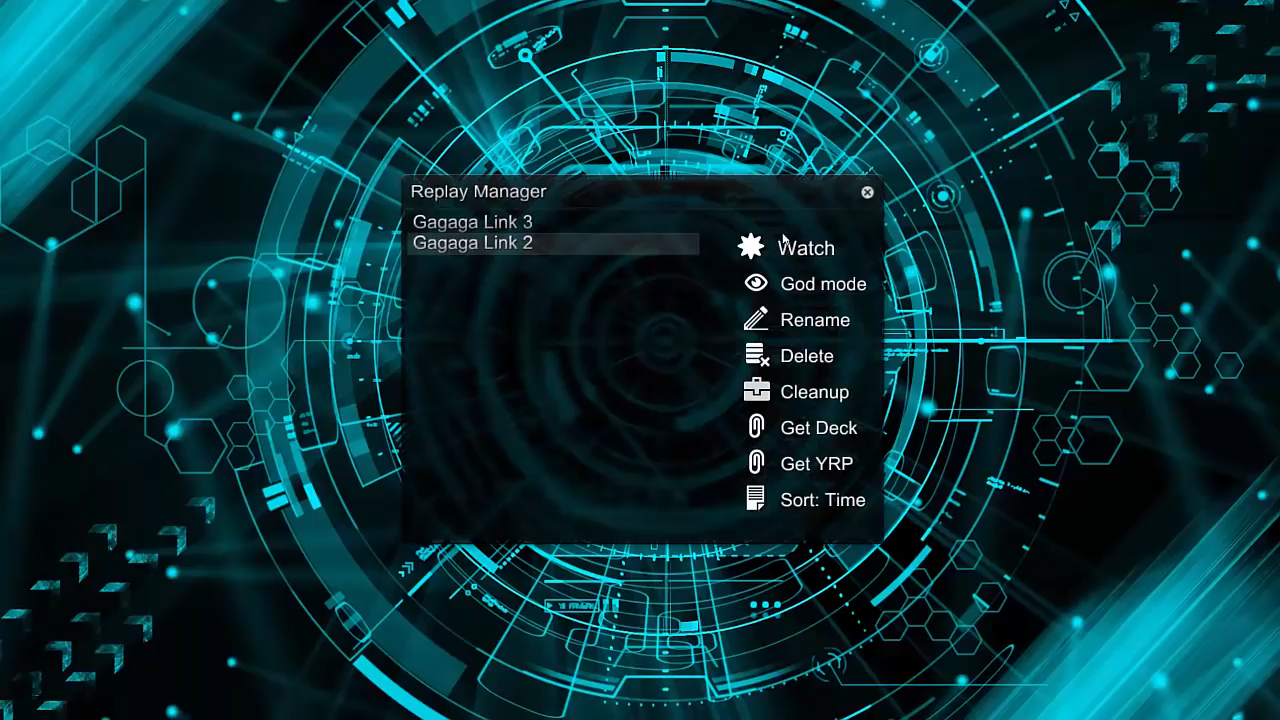 Replay Manager
Gagaga Link 3
Gagaga Link 2
Watch
God mode
Rename
Delete
Cleanup
Get Deck
Get YRP
Sort: Time